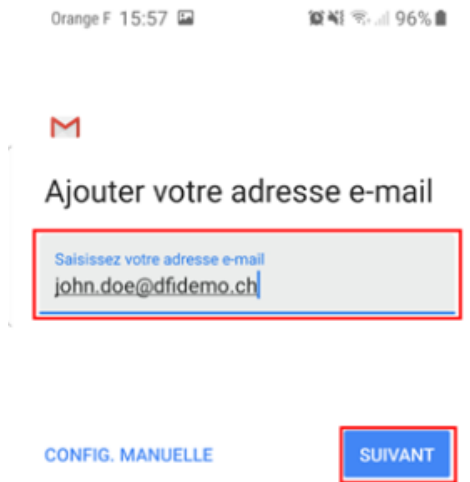 Orange F 15:57 96%
Ajouter votre adresse e-mail
Saisissez votre adresse e-mail
john.doe@dfidemo.ch
CONFIG. MANUELLE SUIVANT